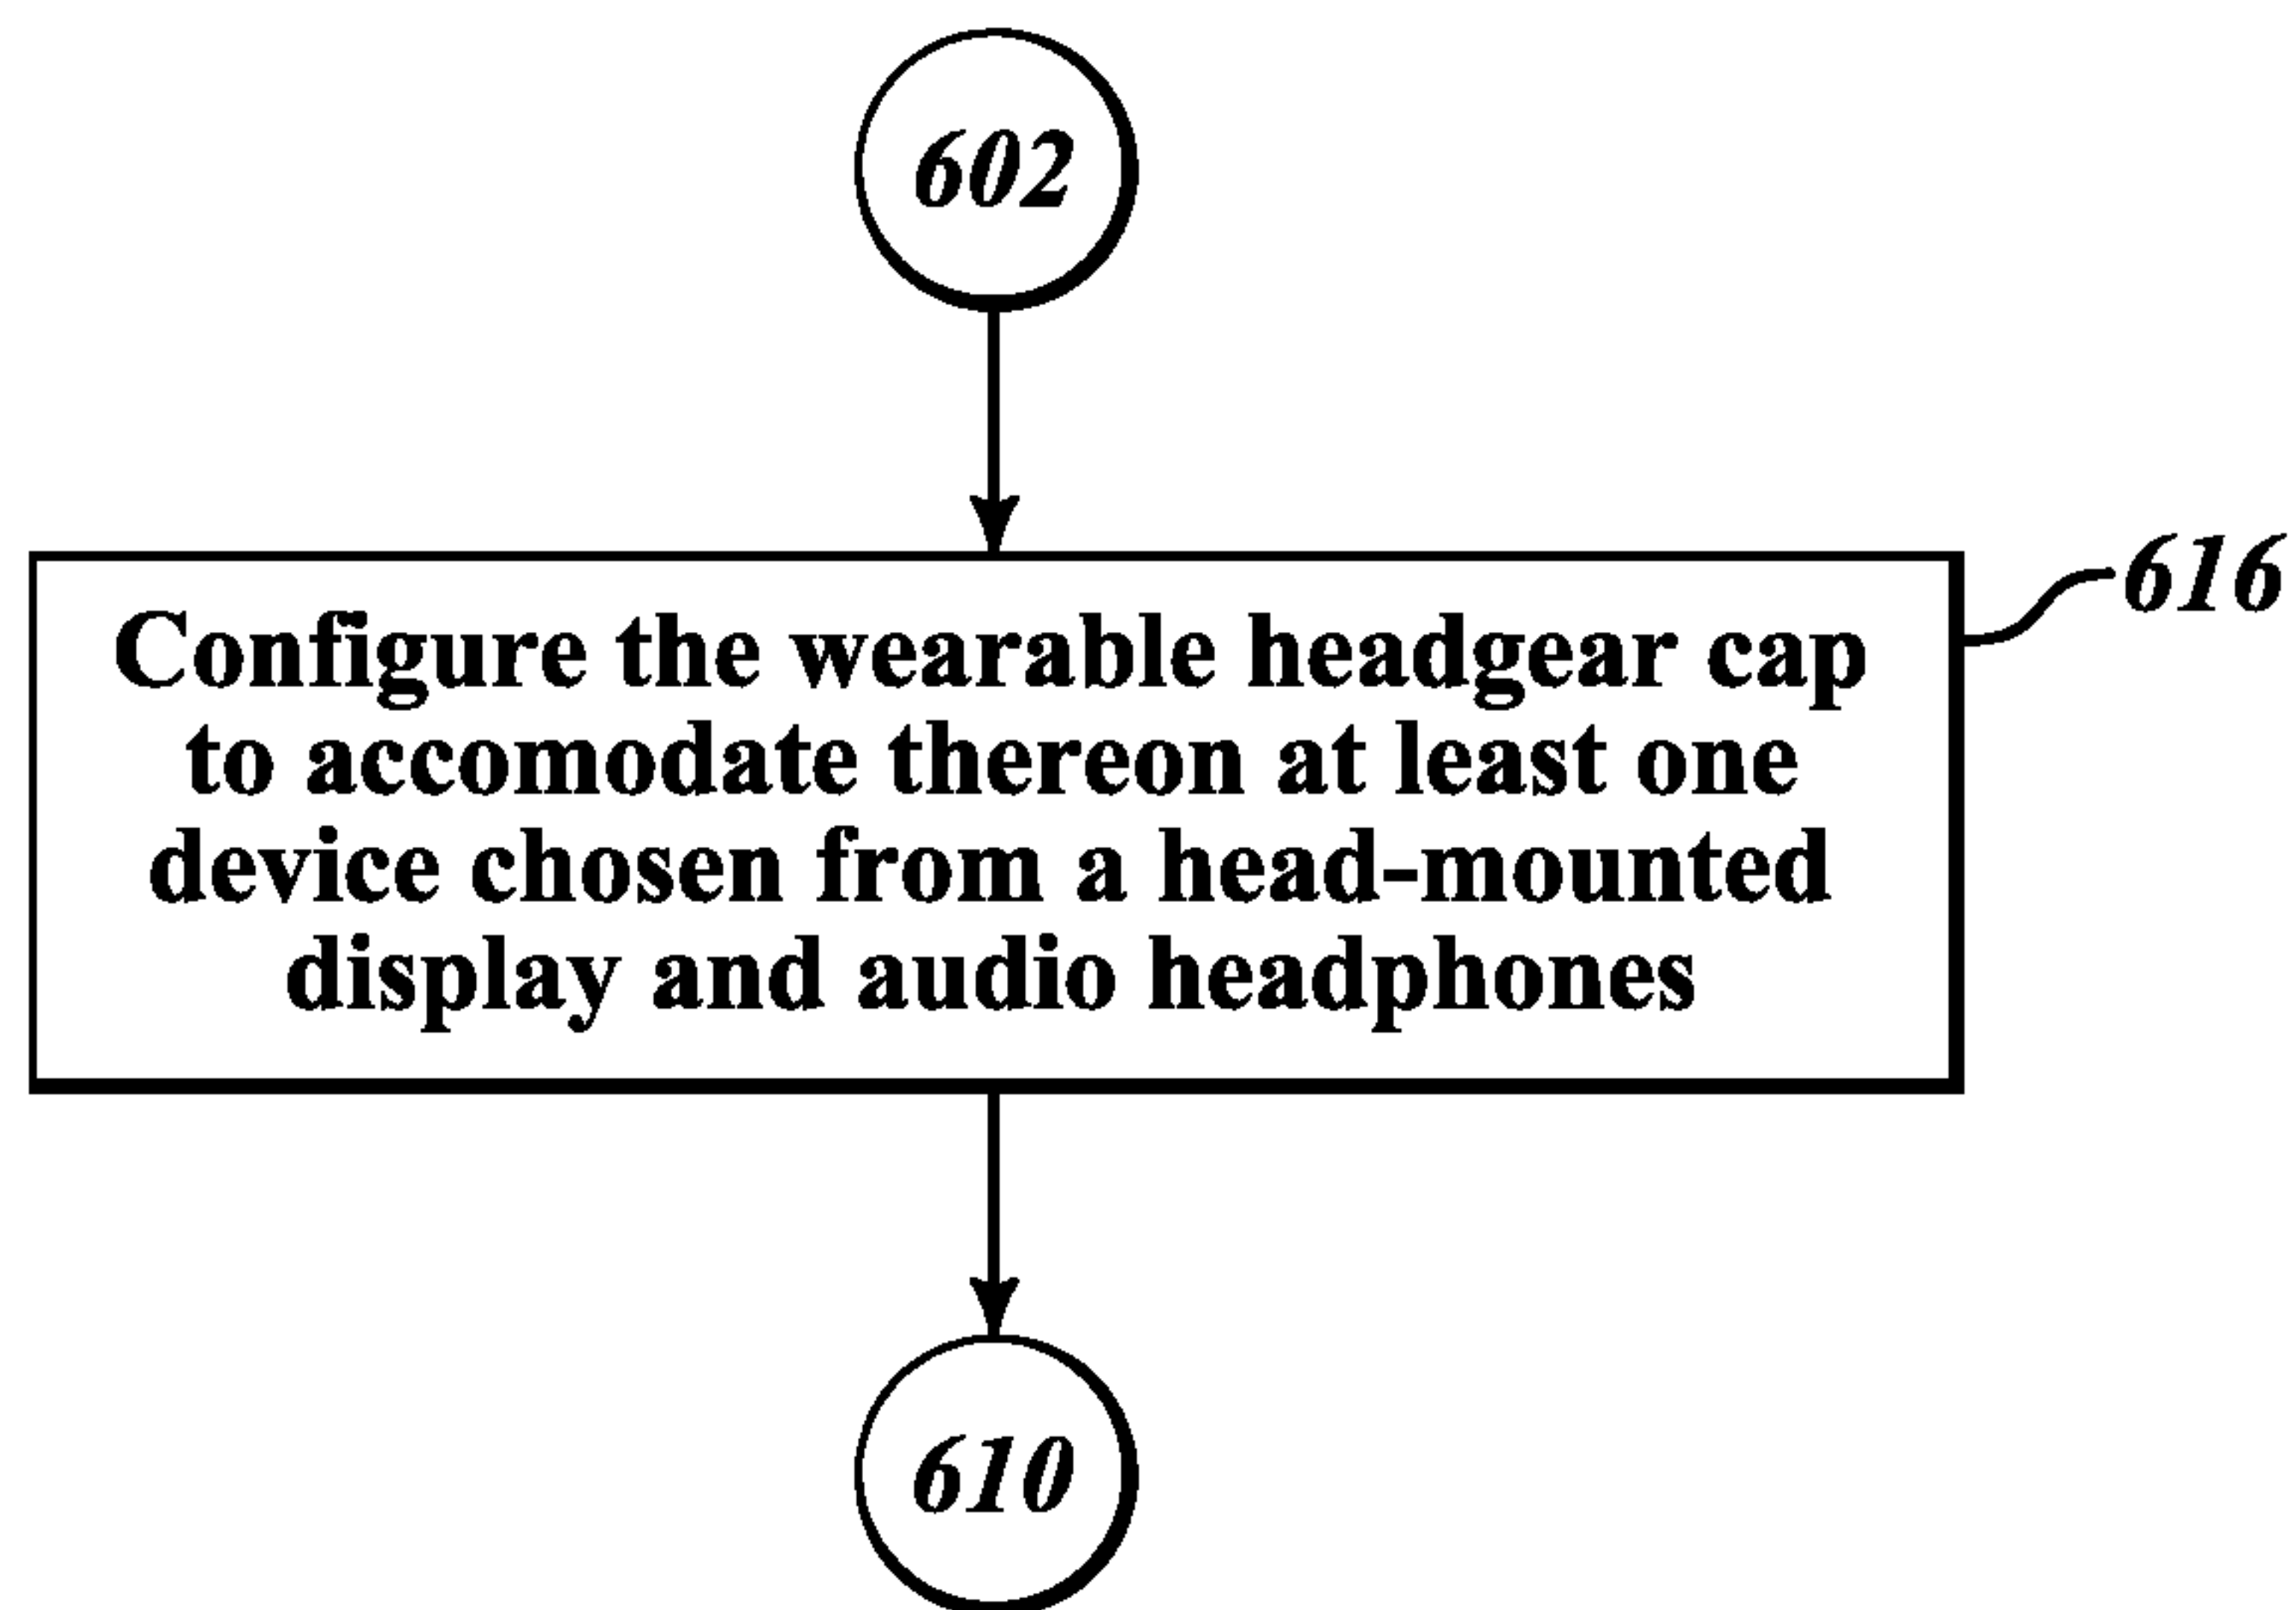 602
616
Configure the wearable headgear cap
to accomodate thereon at least one
device chosen from a head-mounted
display and audio headphones
610